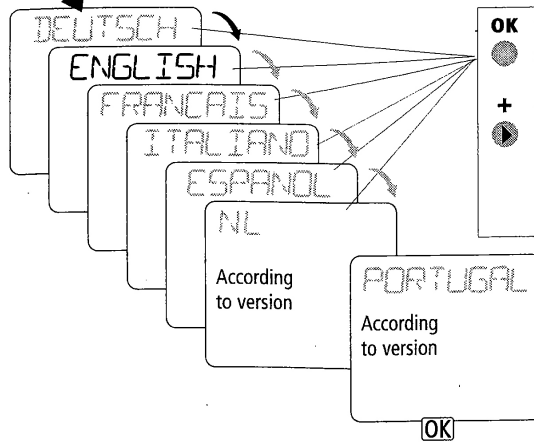 DEUTSCH
ENGLISH
FRANCAIS
ITALIANO
ESPANOL
NL
According
to version
PORTUGAL
According
to version
OK
OK
+